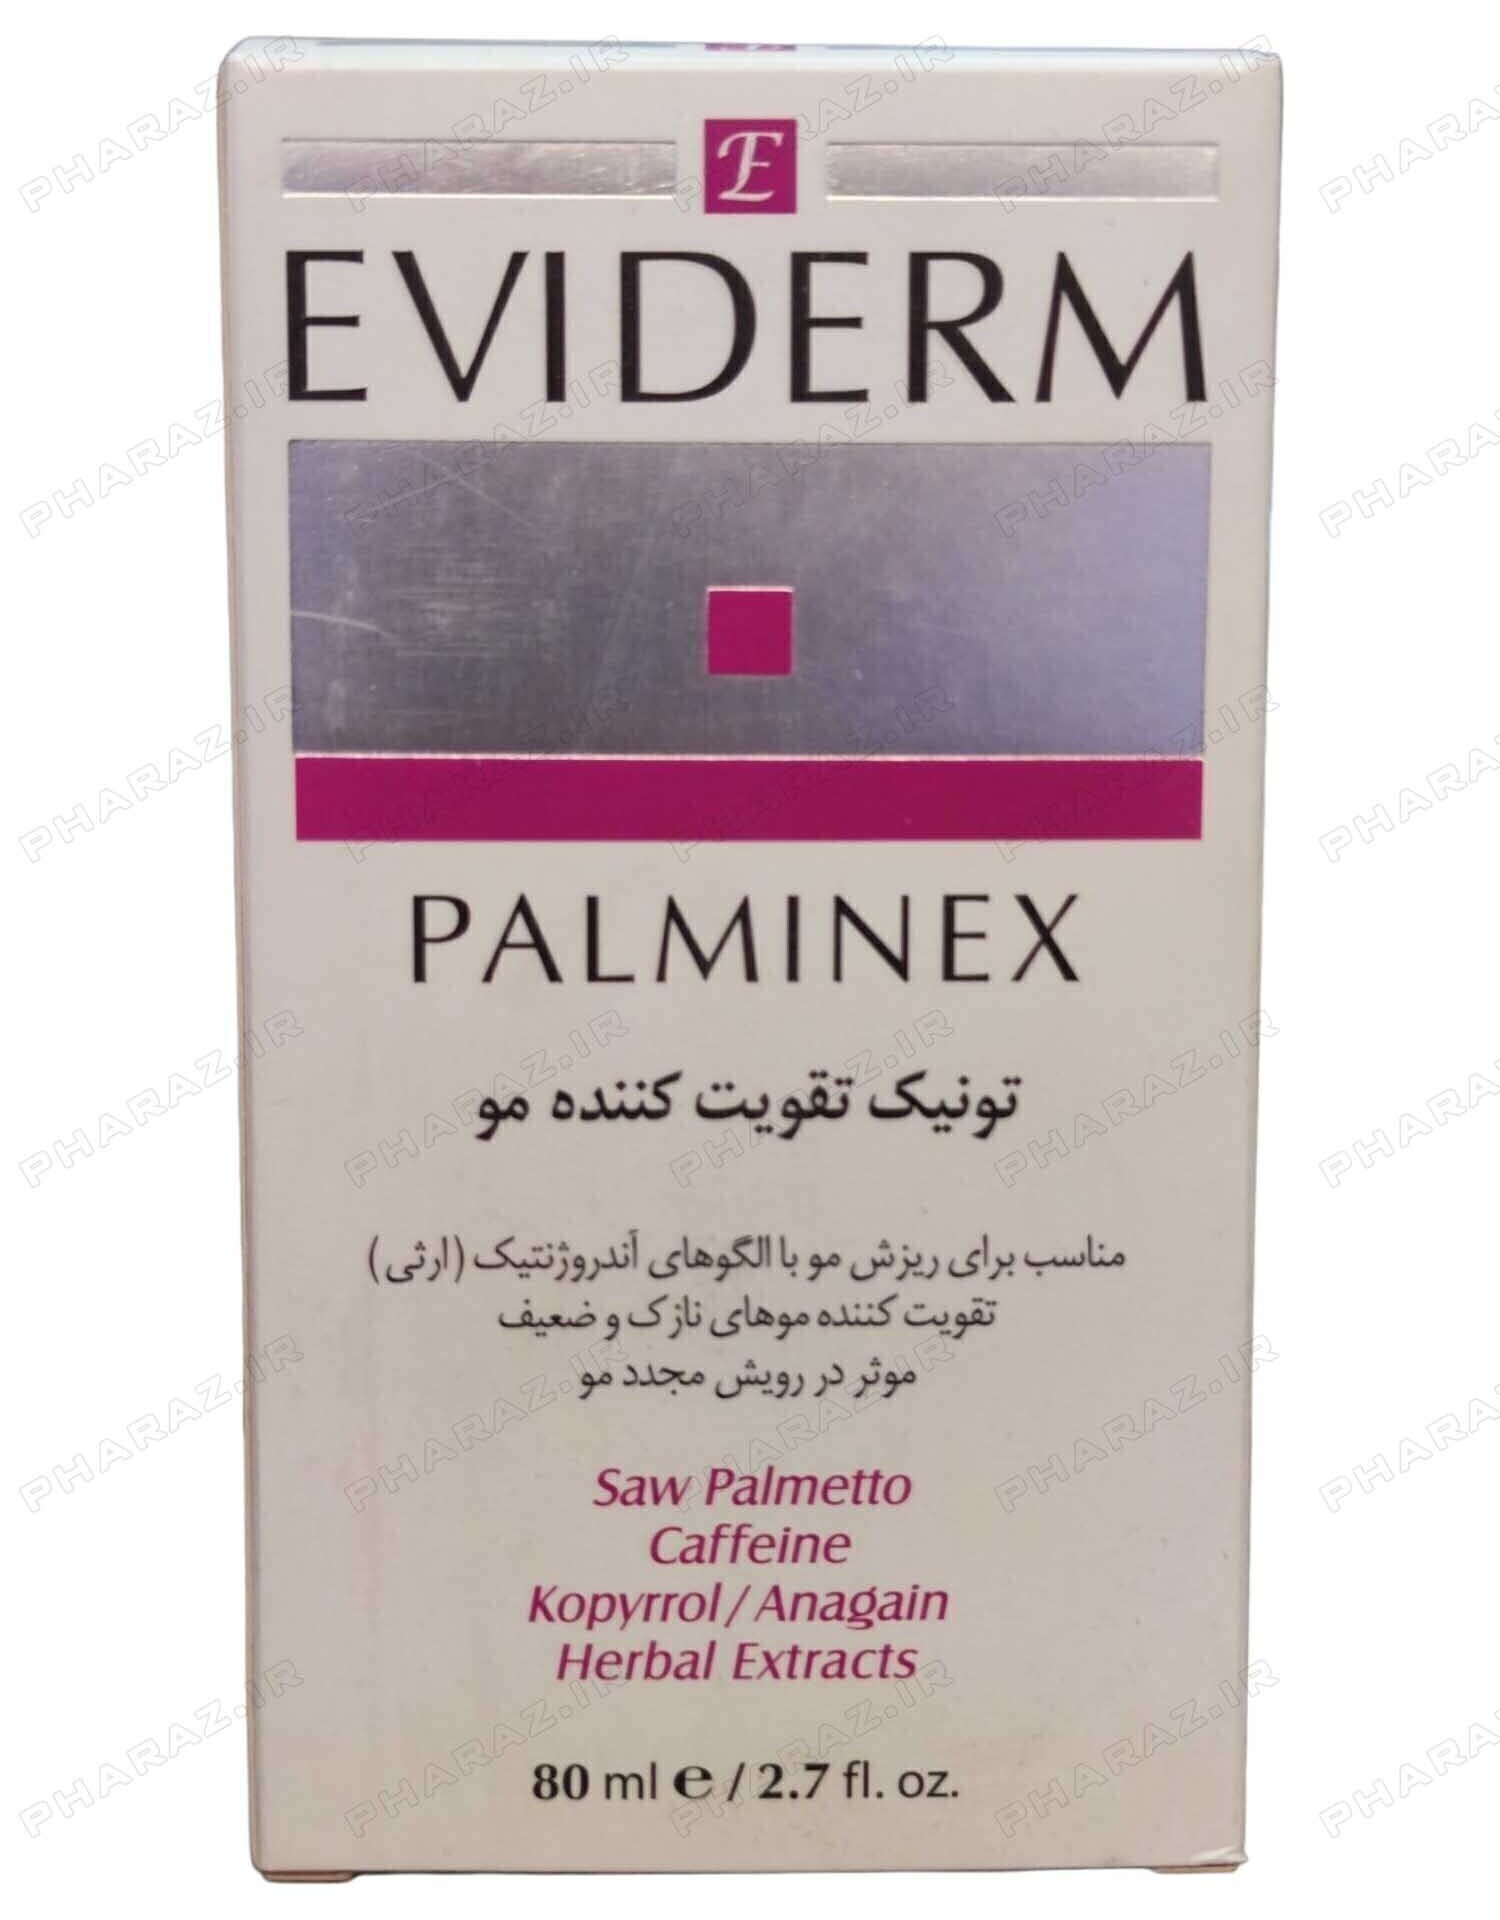 E
EVIDERM
PALMINEX
تونیک تقویت کننده مو
مناسب برای ریزش مو با الگوهای آندروژنتیک (ارثی)
تقویت کننده موهای نازک و ضعیف
موثر در رویش مجدد مو
Saw Palmetto
Caffeine
Kopyrrol / Anagain
Herbal Extracts
80 ml ℮ / 2.7 fl. oz.
PHARAZ.IR